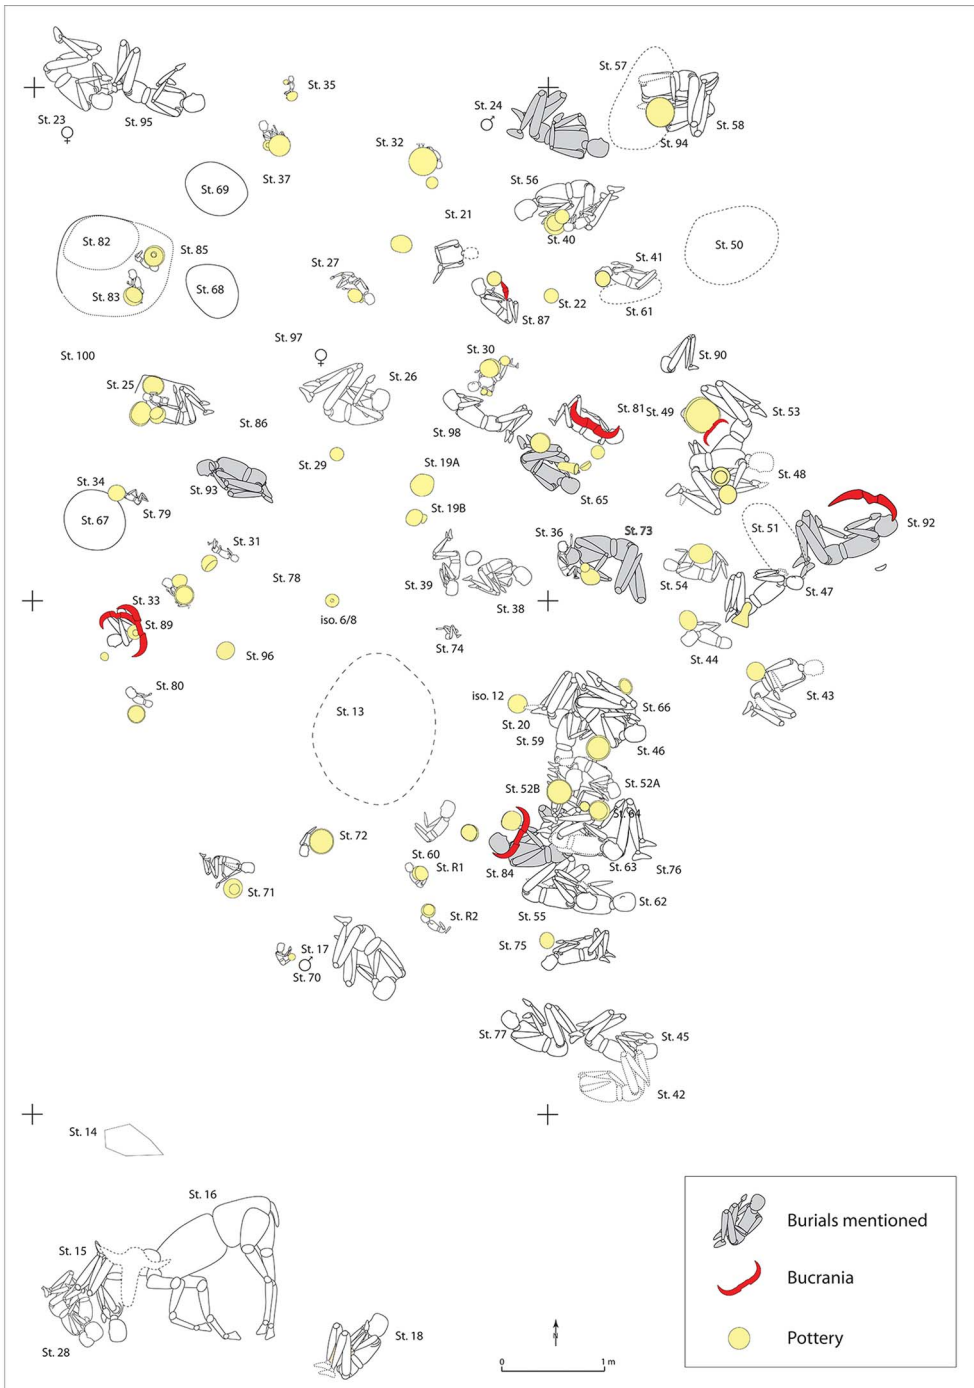 St. 35
St. 57
St. 24
♂
St. 23
♀
St. 95
St. 58
St. 32
St. 94
St. 37
St. 56
St. 69
St. 21
St. 40
St. 82
St. 85
St. 50
St. 41
St. 27
St. 68
St. 83
St. 22
St. 61
St. 87
St. 97
♀
St. 30
St. 90
St. 100
St. 26
St. 25
St. 81
St. 49
St. 53
St. 86
St. 98
St. 29
St. 19A
St. 48
St. 34
St. 93
St. 65
St. 79
St. 67
St. 19B
St. 51
St. 92
St. 36
St. 73
St. 31
St. 78
St. 39
St. 54
St. 47
St. 33
St. 38
iso. 6/8
St. 89
St. 74
St. 44
St. 96
St. 80
iso. 12
St. 43
St. 13
St. 66
St. 20
St. 59
St. 46
St. 52B
St. 52A
St. 64
St. 72
St. 60
St. R1
St. 84
St. 63
St. 76
St. 71
St. 62
St. R2
St. 55
St. 17
♂
St. 70
St. 75
St. 77
St. 45
St. 42
St. 14
St. 16
St. 15
St. 18
St. 28
N
0 1 m
Burials mentioned
Bucrania
Pottery